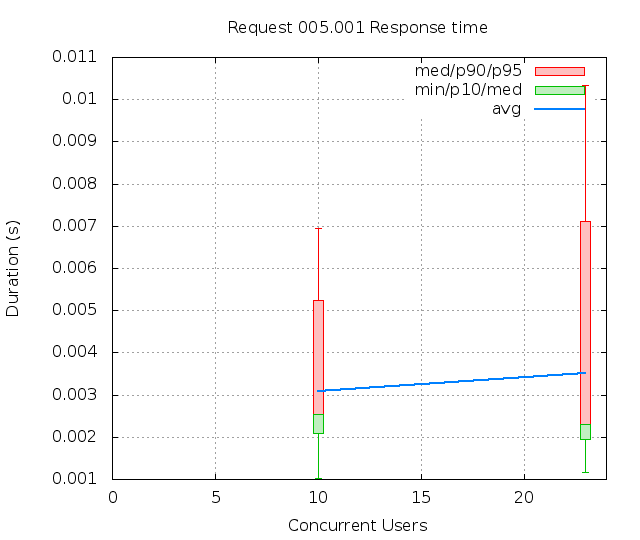 Request 005.001 Response time
0.011
0.01
0.009
0.008
0.007
0.006
0.005
0.004
0.003
0.002
0.001
Duration (s)
med/p90/p95
min/p10/med
avg
0 5 10 15 20
Concurrent Users